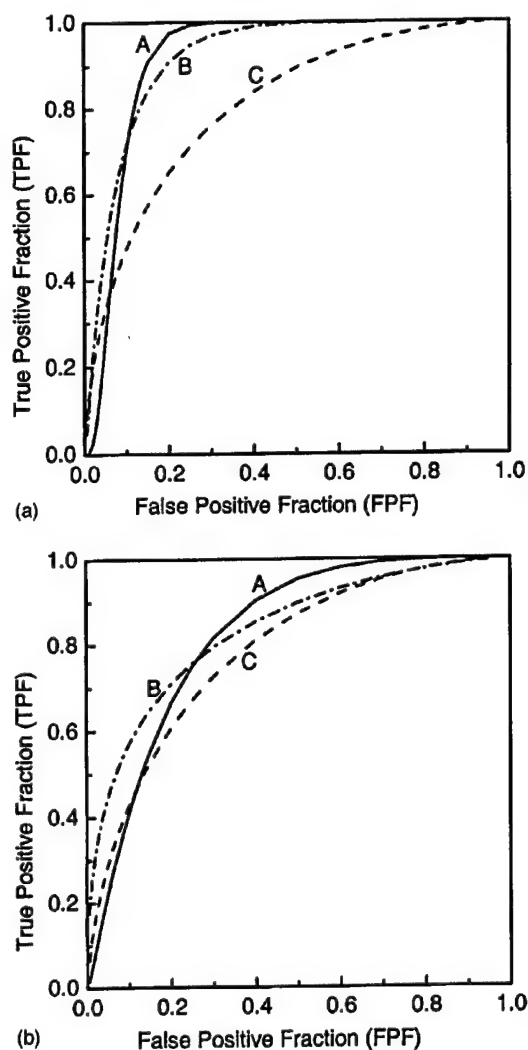 1.0
0.8
0.6
0.4
0.2
0.0
True Positive Fraction (TPF)
A
B
C
0.0 0.2 0.4 0.6 0.8 1.0
False Positive Fraction (FPF)
(a)
1.0
0.8
0.6
0.4
0.2
0.0
True Positive Fraction (TPF)
A
B
C
0.0 0.2 0.4 0.6 0.8 1.0
False Positive Fraction (FPF)
(b)